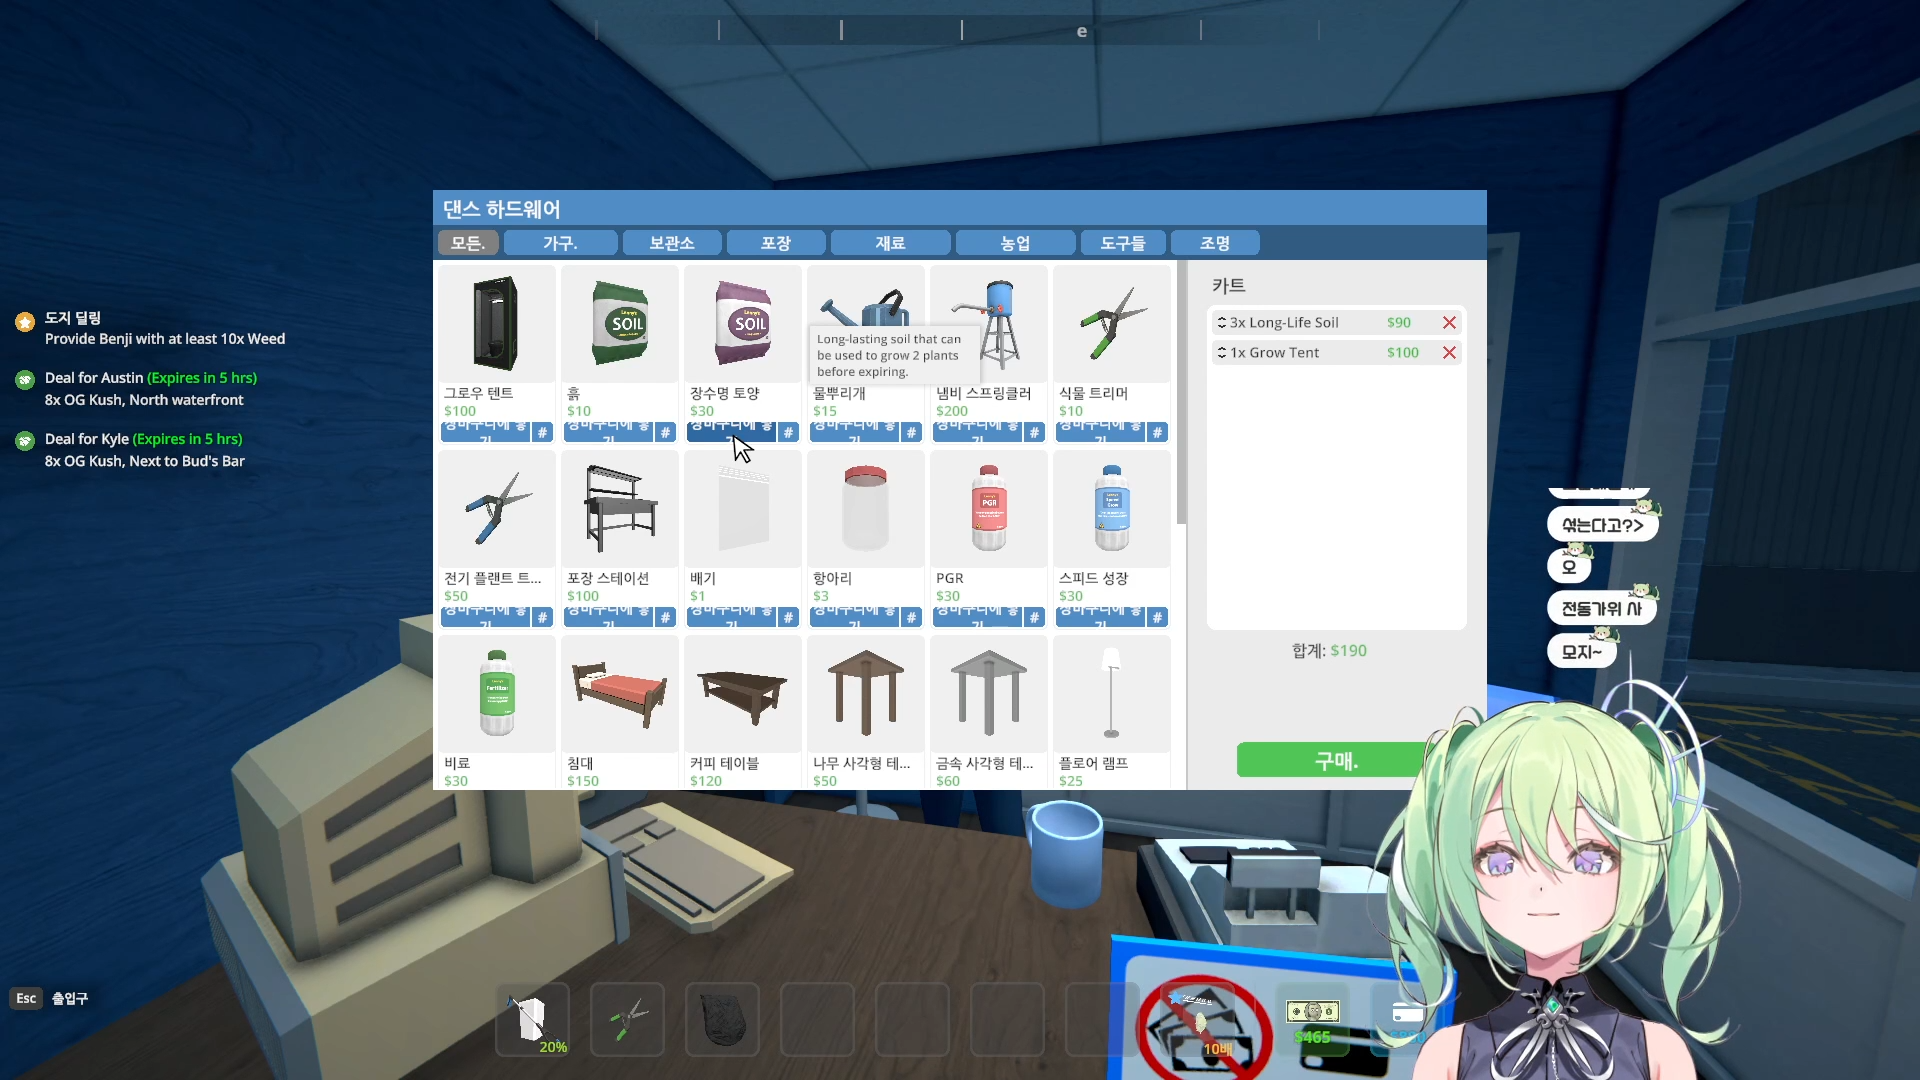 e
댄스 하드웨어
모든.
가구.
보관소
포장
재료
농업
도구들
조명
도지 딜링
Provide Benji with at least 10x Weed
Deal for Austin (Expires in 5 hrs)
8x OG Kush, North waterfront
Deal for Kyle (Expires in 5 hrs)
8x OG Kush, Next to Bud's Bar
SOIL
SOIL
Long-lasting soil that can
be used to grow 2 plants
before expiring.
그로우 텐트
흙
장수명 토양
물뿌리개
냄비 스프링클러
식물 트리머
$100
$10
$30
$15
$200
$10
# # # # # #
PGR
전기 플랜트 트...
포장 스테이션
배기
항아리
PGR
스피드 성장
$50
$100
$1
$3
$30
$30
# # # # # #
Fertilizer
비료
침대
커피 테이블
나무 사각형 테...
금속 사각형 테...
플로어 램프
$30
$150
$120
$50
$60
$25
카트
3x Long-Life Soil $90
1x Grow Tent $100
합계: $190
구매.
섞는다고?>
오
전동가위 사
모지~
Esc 출입구
20%
10배
$465